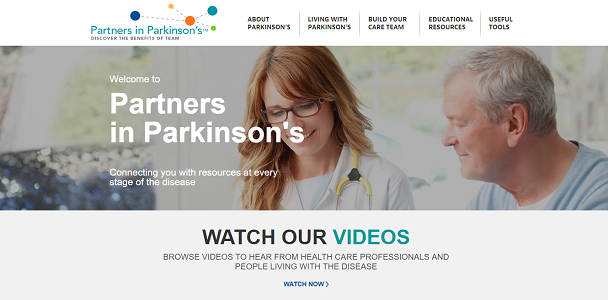 Partners in Parkinson's™
DISCOVER THE BENEFITS OF TEAM
ABOUT
PARKINSON'S
LIVING WITH
PARKINSON'S
BUILD YOUR
CARE TEAM
EDUCATIONAL
RESOURCES
USEFUL
TOOLS
Welcome to
Partners
in Parkinson's
Connecting you with resources at every
stage of the disease
WATCH OUR VIDEOS
BROWSE VIDEOS TO HEAR FROM HEALTH CARE PROFESSIONALS AND
PEOPLE LIVING WITH THE DISEASE
WATCH NOW >